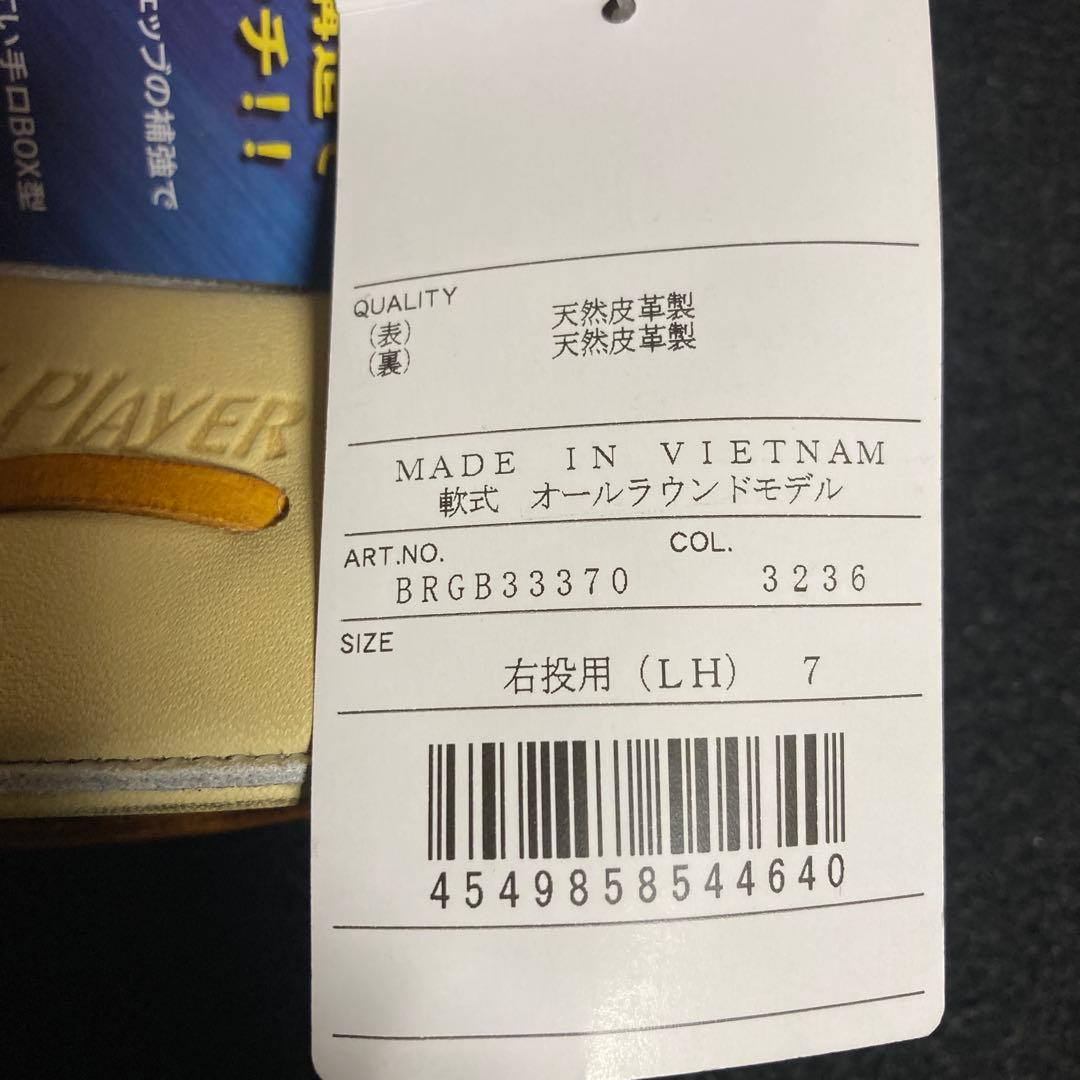 チ!!
ップの補強で
い手口BOX型
PLAYER
QUALITY
(表) 天然皮革製
(裏) 天然皮革製
MADE IN VIETNAM
軟式 オールラウンドモデル
ART.NO. COL.
BRGB33370 3236
SIZE
右投用(LH) 7
4549858544640